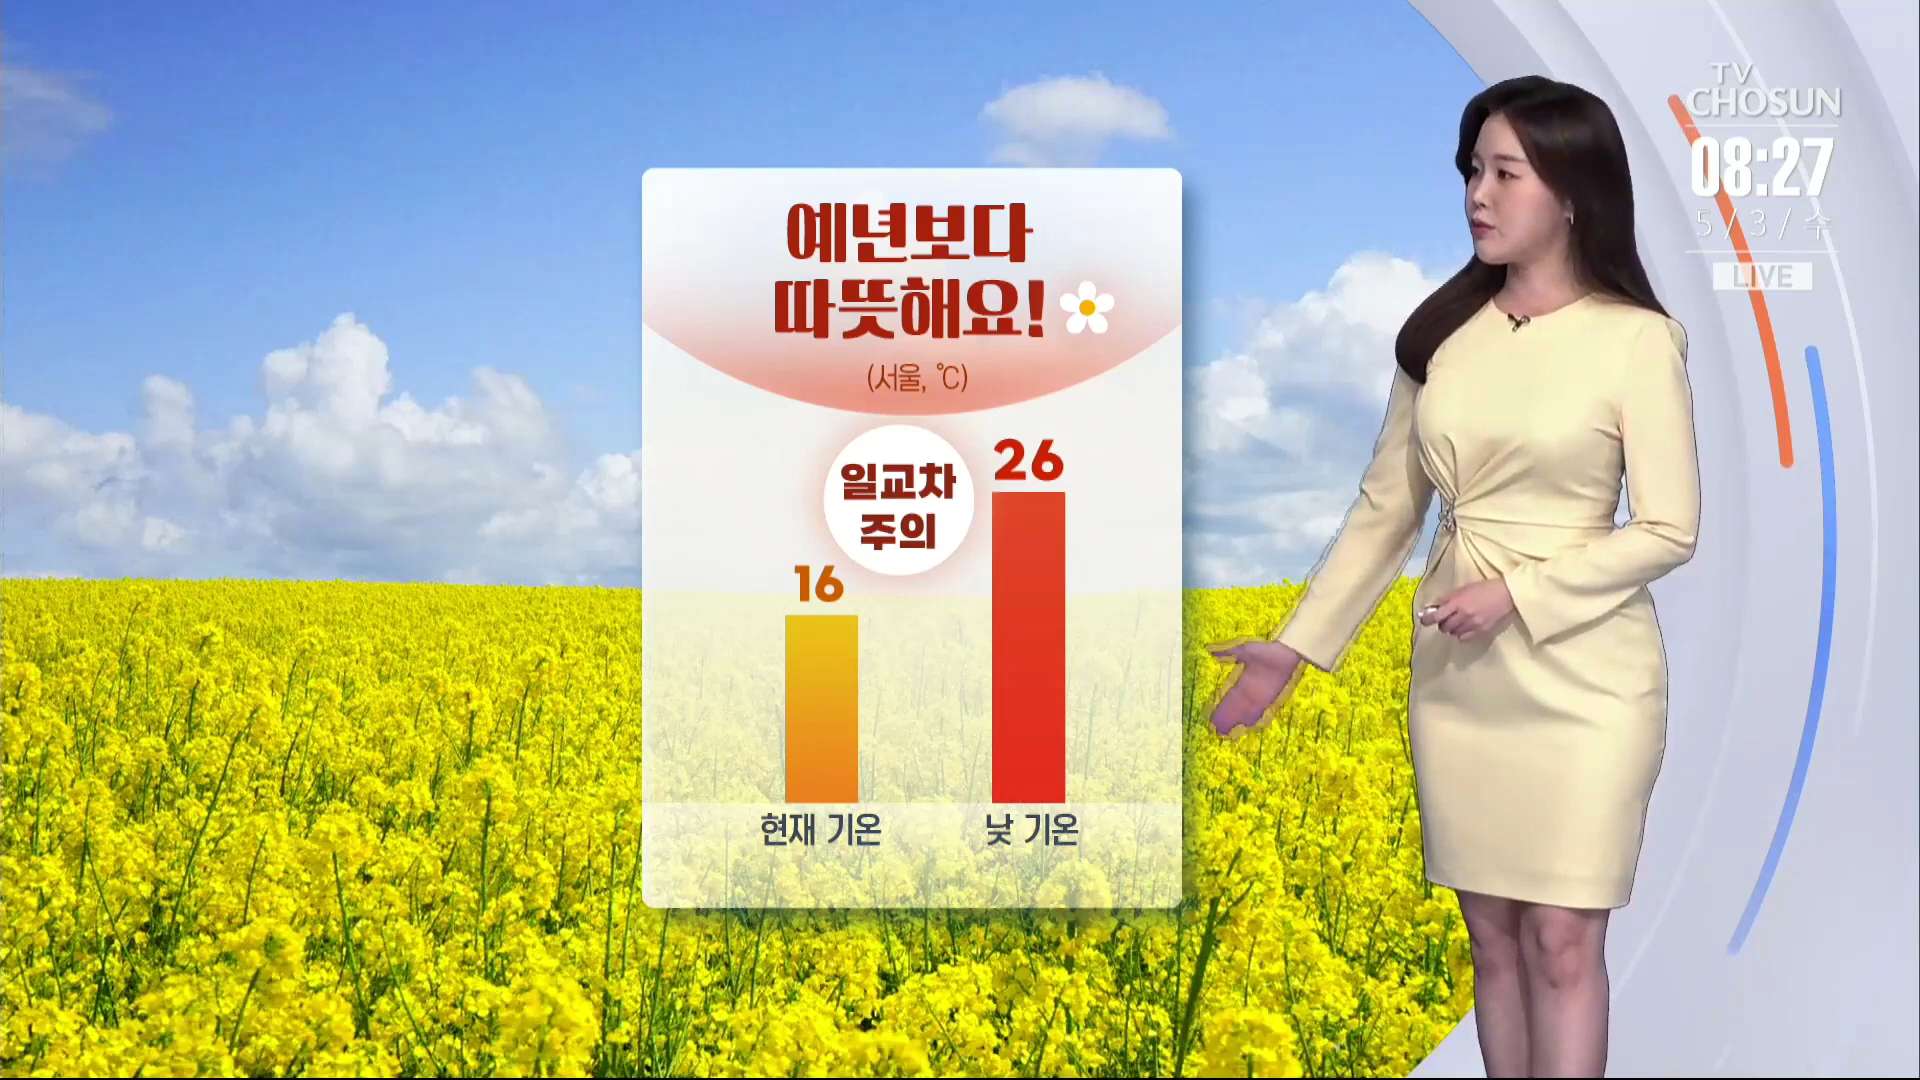 예년보다
따뜻해요!
(서울, ℃)
일교차
주의
16
26
현재 기온
낮 기온
TV
CHOSUN
08:27
5 / 3 / 수
LIVE